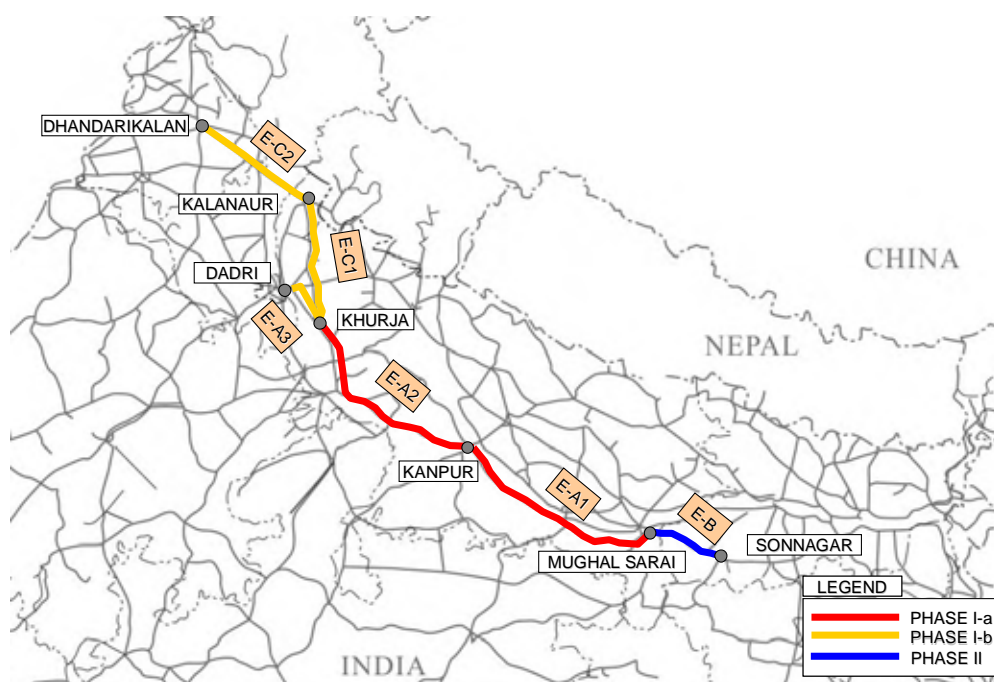 DHANDARIKALAN
E-C2
KALANAUR
E-C1
CHINA
DADRI
E-A3
KHURJA
NEPAL
E-A2
KANPUR
E-A1
E-B
MUGHAL SARAI
SONNAGAR
LEGEND
PHASE I-a
PHASE I-b
PHASE II
INDIA